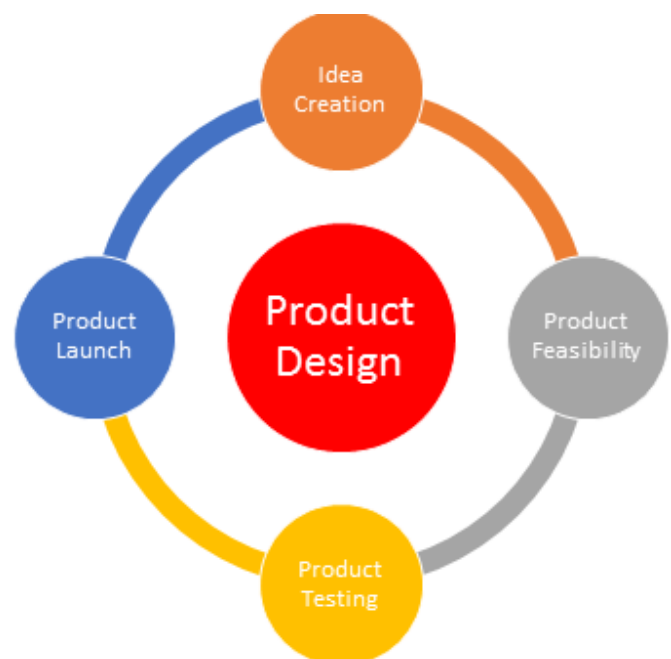 Idea
Creation
Product
Design
Product
Feasibility
Product
Testing
Product
Launch